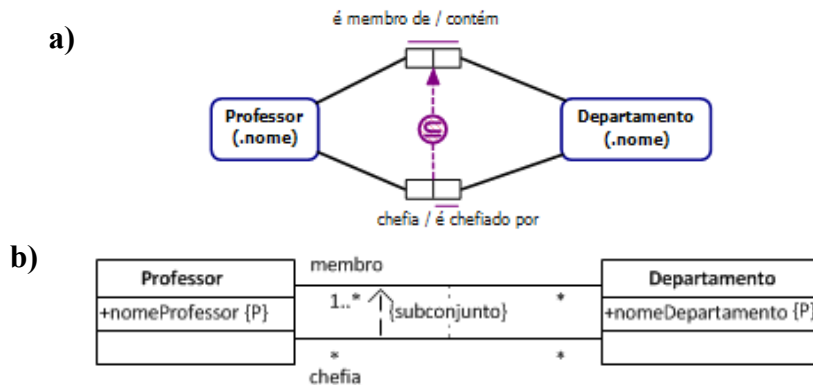 a)
é membro de / contém
Professor
(.nome)
Departamento
(.nome)
chefia / é chefiado por
b)
Professor
+nomeProfessor {P}
membro
1..*
{subconjunto}
*
*
chefia
*
Departamento
+nomeDepartamento {P}